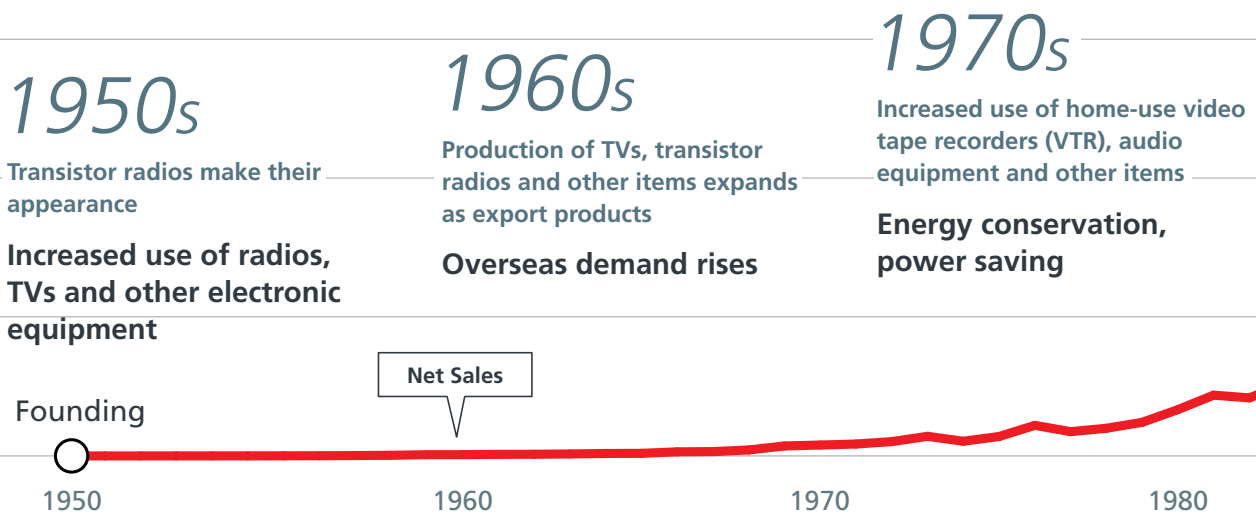 1950s
Transistor radios make their
appearance
Increased use of radios,
TVs and other electronic
equipment
1960s
Production of TVs, transistor
radios and other items expands
as export products
Overseas demand rises
1970s
Increased use of home-use video
tape recorders (VTR), audio
equipment and other items
Energy conservation,
power saving
Net Sales
Founding
1950
1960
1970
1980